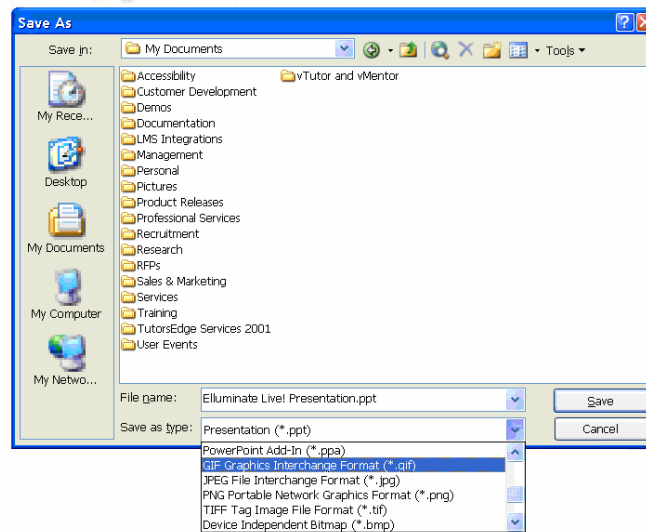 Save As
Save in:
My Documents
Tools
My Rece...
Desktop
My Documents
My Computer
My Netwo...
Accessibility
Customer Development
Demos
Documentation
LMS Integrations
Management
Personal
Pictures
Product Releases
Professional Services
Recruitment
Research
RFPs
Sales & Marketing
Services
Training
TutorsEdge Services 2001
User Events
vTutor and vMentor
File name:
Elluminate Live! Presentation.ppt
Save
Save as type:
Presentation (*.ppt)
Cancel
PowerPoint Add-In (*.ppa)
GIF Graphics Interchange Format (*.gif)
JPEG File Interchange Format (*.jpg)
PNG Portable Network Graphics Format (*.png)
TIFF Tag Image File Format (*.tif)
Device Independent Bitmap (*.bmp)